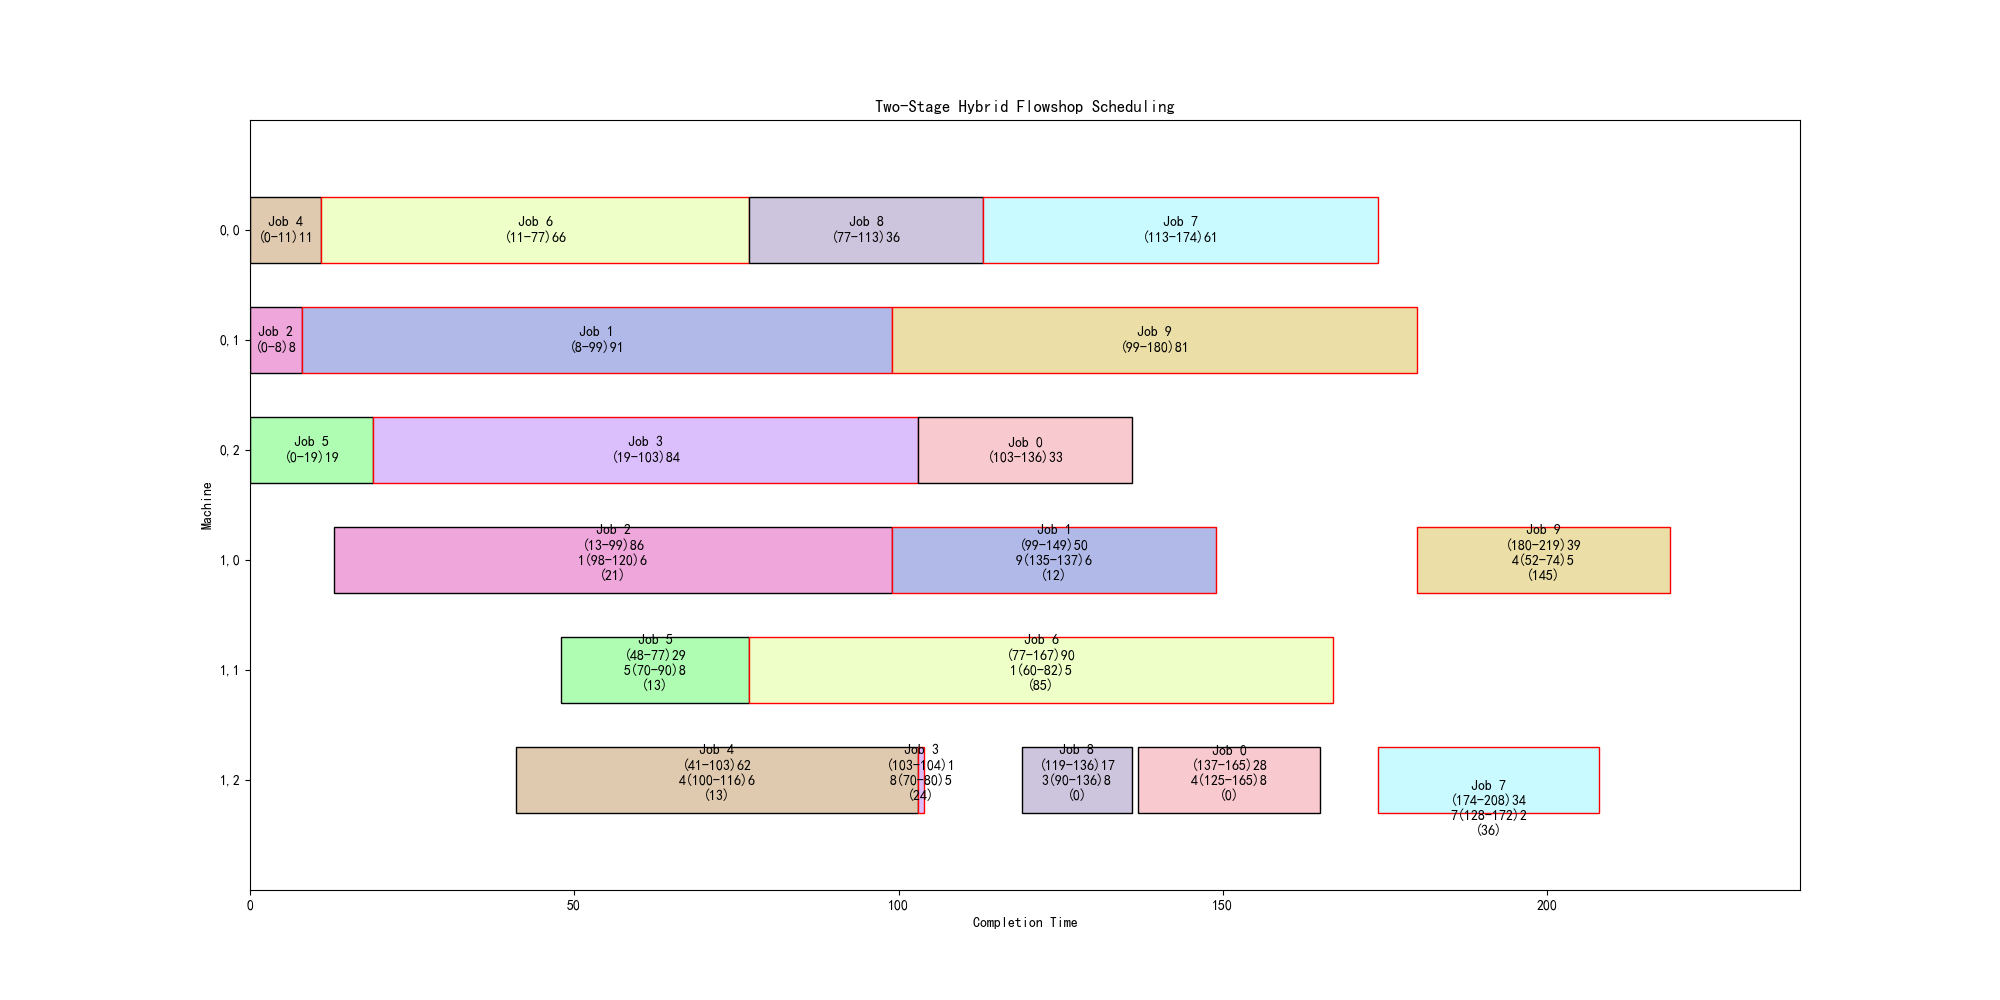 Two-Stage Hybrid Flowshop Scheduling
Machine
0,0
Job 4
(0-11)11
Job 6
(11-77)66
Job 8
(77-113)36
Job 7
(113-174)61
0,1
Job 2
(0-8)8
Job 1
(8-99)91
Job 9
(99-180)81
0,2
Job 5
(0-19)19
Job 3
(19-103)84
Job 0
(103-136)33
1,0
Job 2
(13-99)86
1(98-120)6
(21)
Job 1
(99-149)50
9(135-137)6
(12)
Job 9
(180-219)39
4(52-74)5
(145)
1,1
Job 5
(48-77)29
5(70-90)8
(13)
Job 6
(77-167)90
1(60-82)5
(85)
1,2
Job 4
(41-103)62
4(100-116)6
(13)
Job 3
(103-104)1
8(70-80)5
(24)
Job 8
(119-136)17
3(90-136)8
(0)
Job 0
(137-165)28
4(125-165)8
(0)
Job 7
(174-208)34
7(128-172)2
(36)
0
50
100
150
200
Completion Time